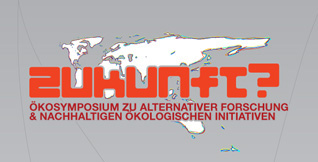 ZUKUNFT?
ÖKOSYMPOSIUM ZU ALTERNATIVER FORSCHUNG
& NACHHALTIGEN ÖKOLOGISCHEN INITIATIVEN